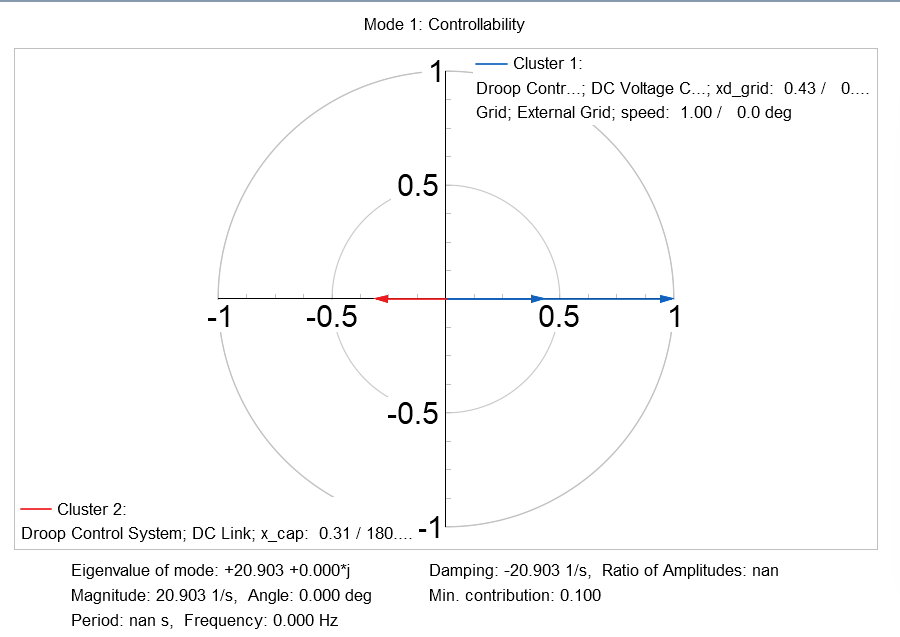 Mode 1: Controllability
Cluster 1:
Droop Contr...; DC Voltage C...; xd_grid: 0.43 / 0....
Grid; External Grid; speed: 1.00 / 0.0 deg
1
0.5
-1
-0.5
0.5
1
-0.5
-1
Cluster 2:
Droop Control System; DC Link; x_cap: 0.31 / 180....
Eigenvalue of mode: +20.903 +0.000*j
Damping: -20.903 1/s, Ratio of Amplitudes: nan
Magnitude: 20.903 1/s, Angle: 0.000 deg
Min. contribution: 0.100
Period: nan s, Frequency: 0.000 Hz